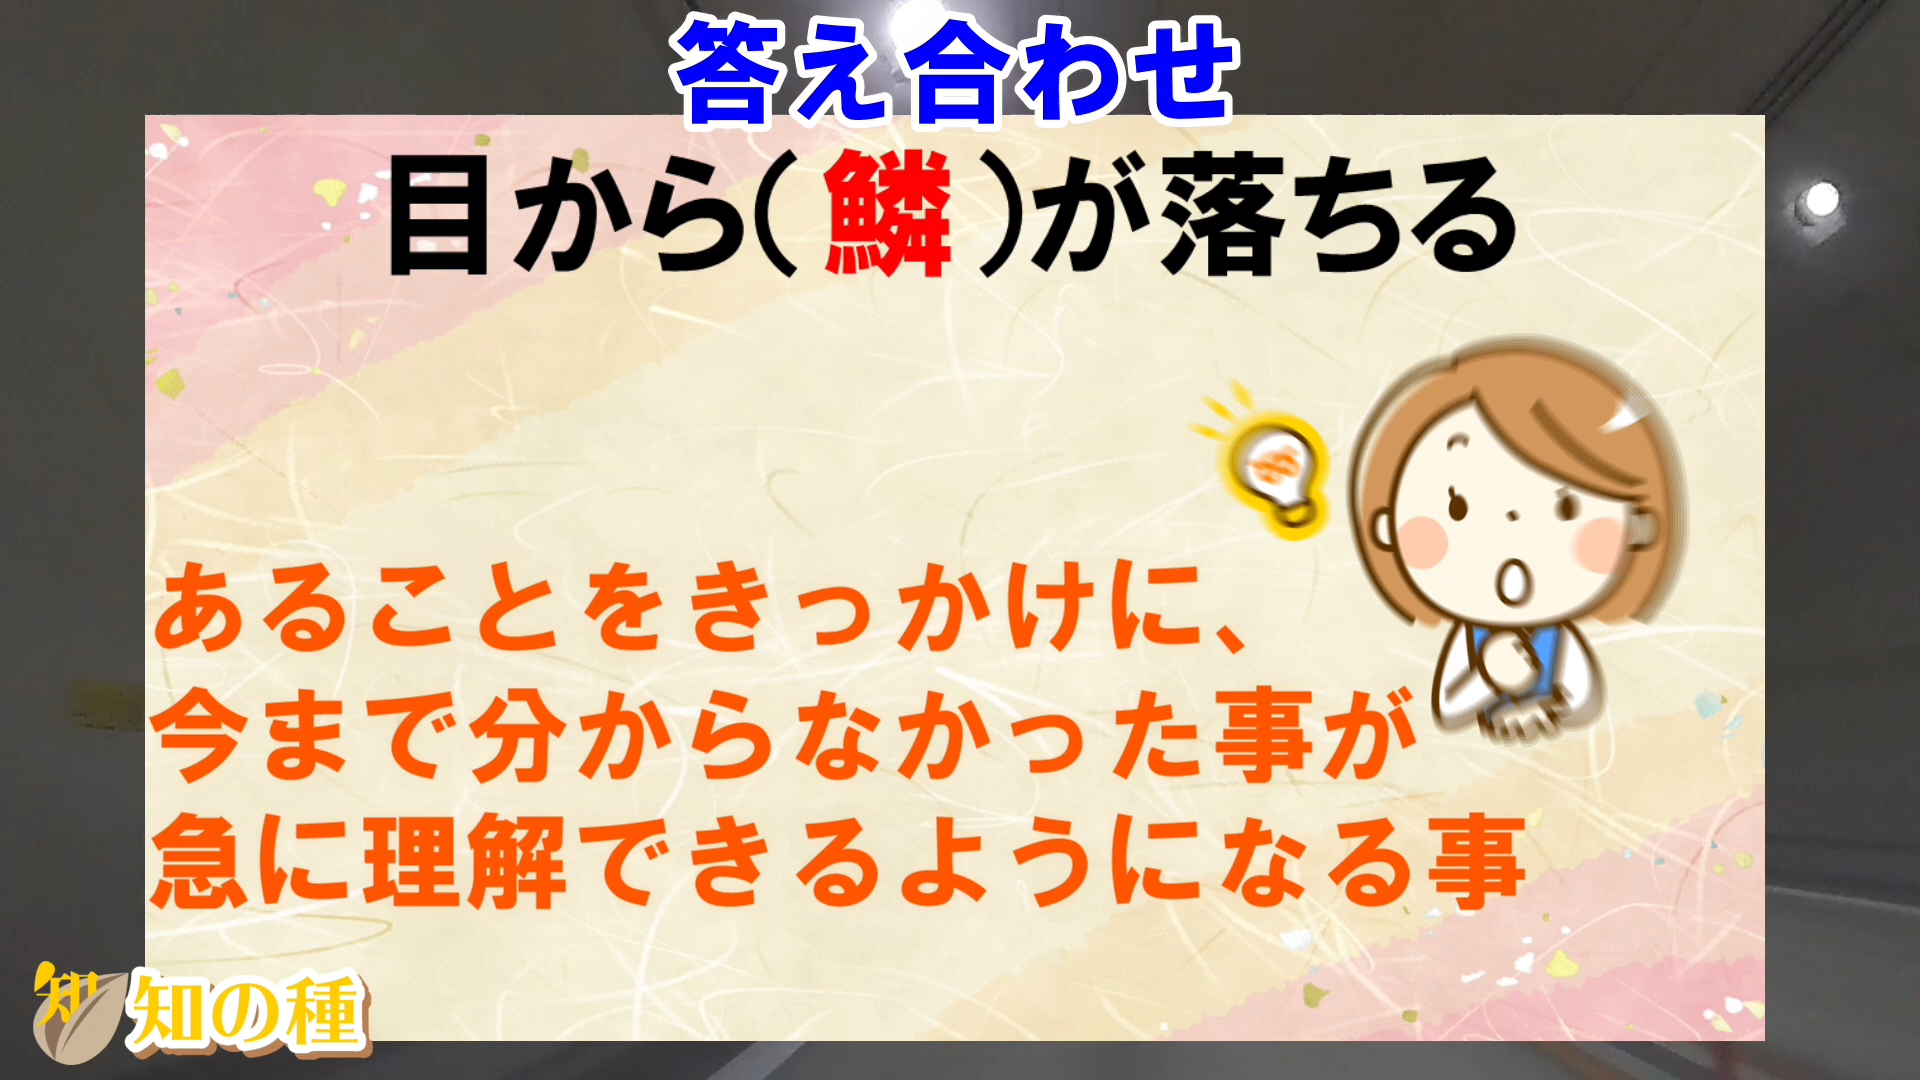 答え合わせ
目から(鱗)が落ちる
あることをきっかけに、
今まで分からなかった事が
急に理解できるようになる事
知 知の種